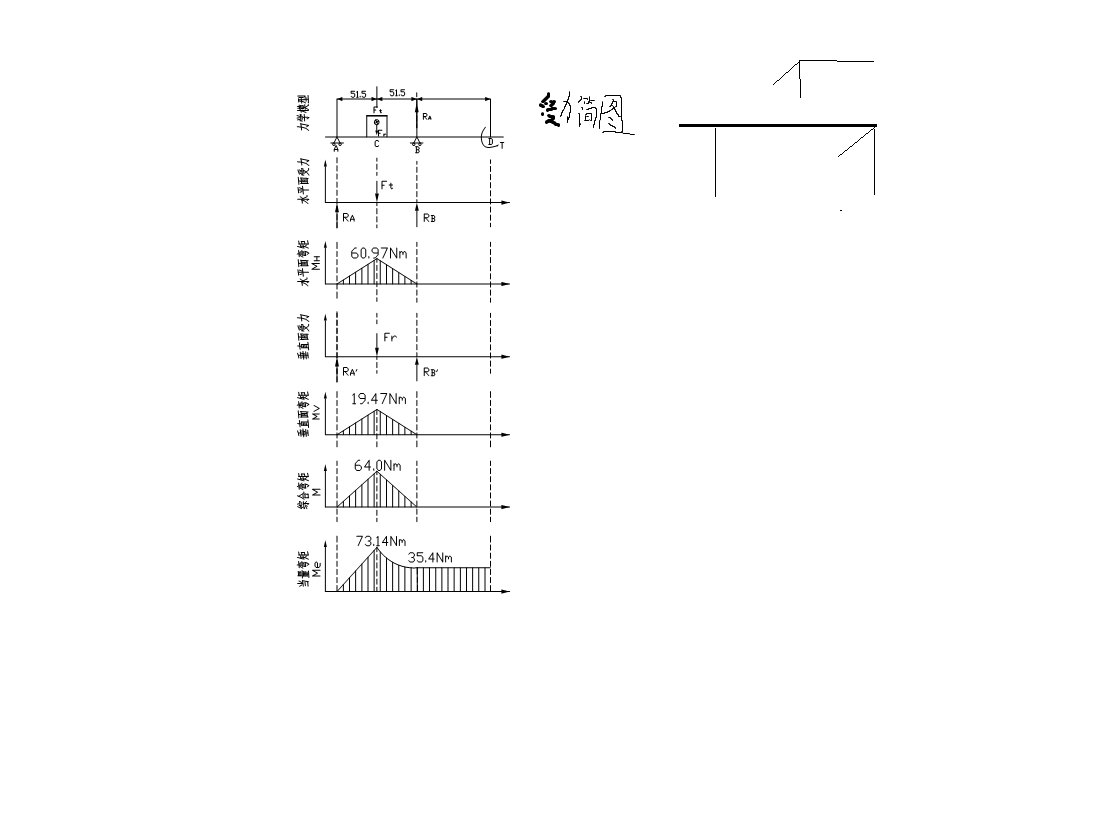 51.5 51.5
力学模型
Ft
RA
Fr
A C B D T
受力简图
水平面受力
Ft
RA RB
水平面弯矩
MH
60.97Nm
垂直面受力
Fr
RA' RB'
垂直面弯矩
MV
19.47Nm
综合弯矩
M
64.0Nm
当量弯矩
Me
73.14Nm
35.4Nm